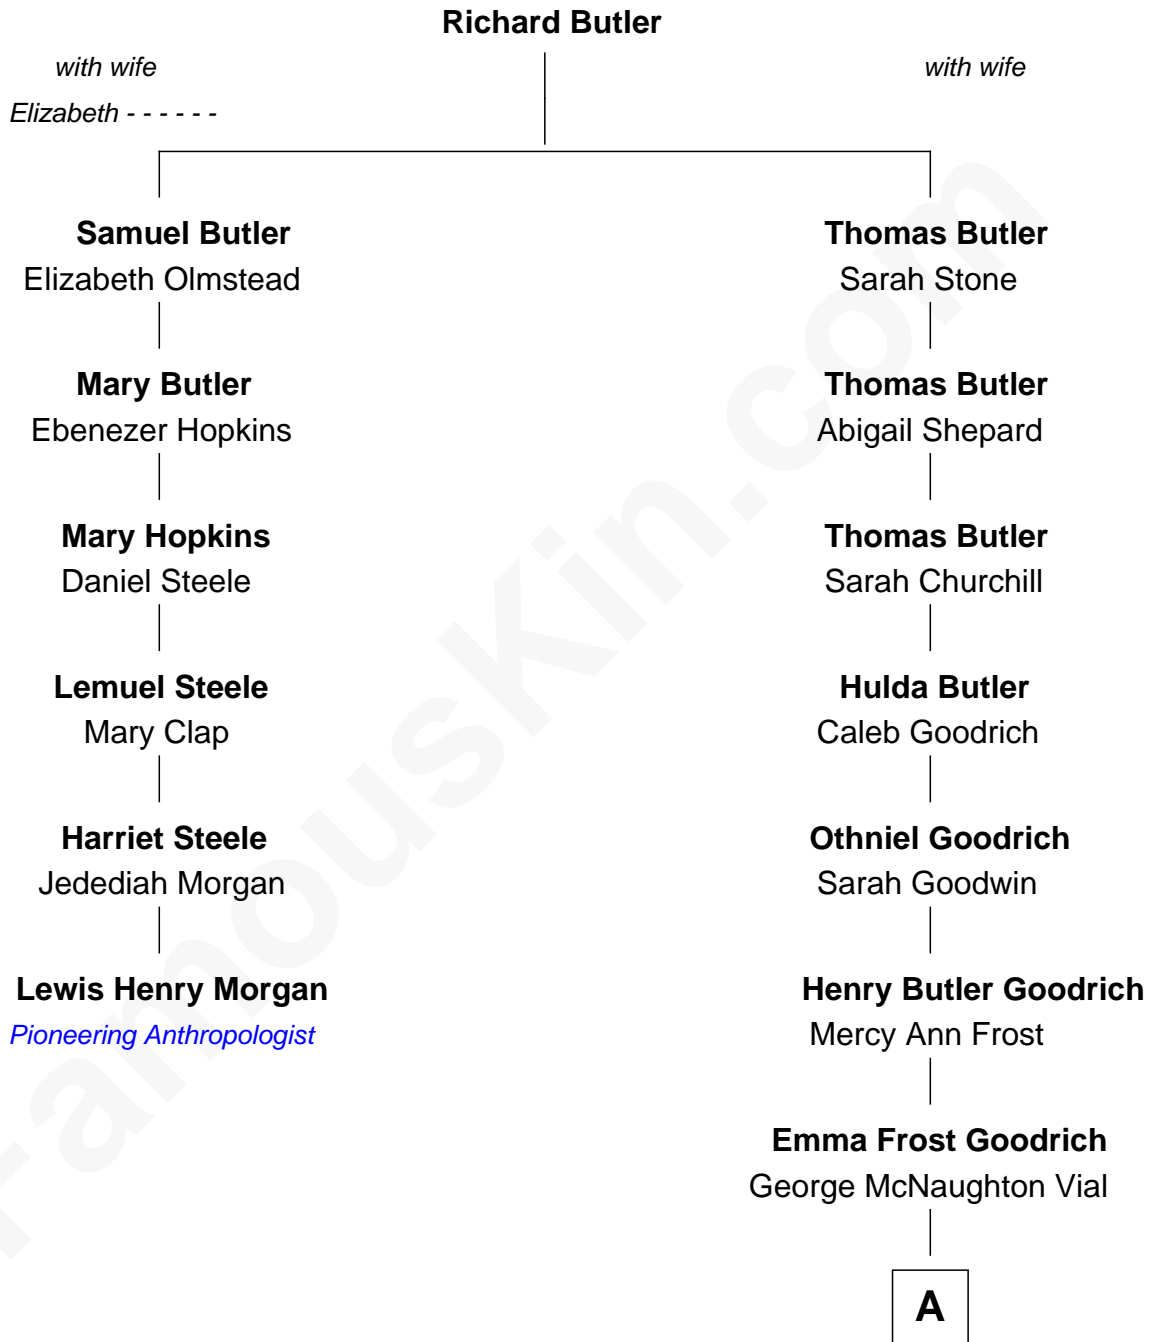 Richard Butler
with wife
with wife
Elizabeth - - - - - -
Samuel Butler
Thomas Butler
Elizabeth Olmstead
Sarah Stone
Mary Butler
Thomas Butler
Ebenezer Hopkins
Abigail Shepard
Mary Hopkins
Thomas Butler
Daniel Steele
Sarah Churchill
Lemuel Steele
Hulda Butler
Mary Clap
Caleb Goodrich
Harriet Steele
Othniel Goodrich
Jedediah Morgan
Sarah Goodwin
Lewis Henry Morgan
Henry Butler Goodrich
Pioneering Anthropologist
Mercy Ann Frost
Emma Frost Goodrich
George McNaughton Vial
A
FamousKin.com